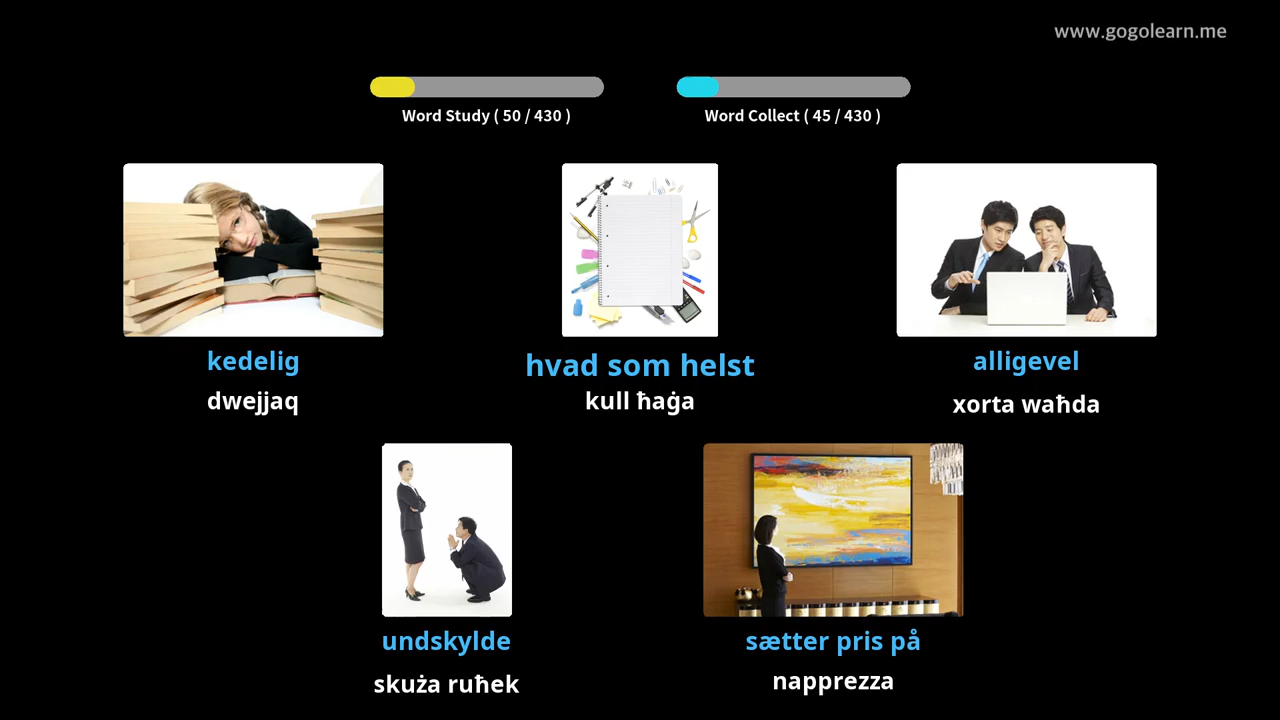 www.gogolearn.me
Word Study ( 50 / 430 )
Word Collect ( 45 / 430 )
kedelig
dwejjaq
hvad som helst
kull ħaġa
alligevel
xorta waħda
undskylde
skuża ruħek
sætter pris på
napprezza